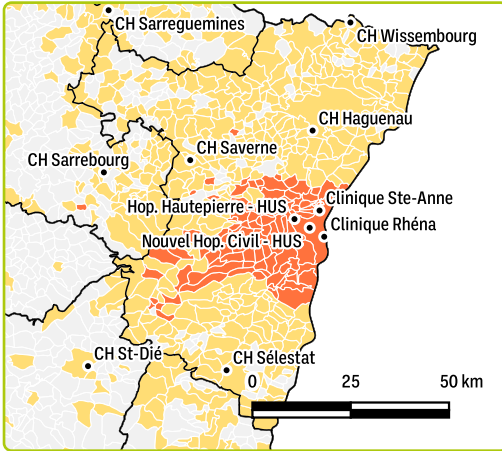 CH Sarreguemines
CH Wissembourg
CH Haguenau
CH Saverne
CH Sarrebourg
Clinique Ste-Anne
Hop. Hautepierre - HUS
Clinique Rhéna
Nouvel Hop. Civil - HUS
CH St-Dié
CH Sélestat
0 25 50 km